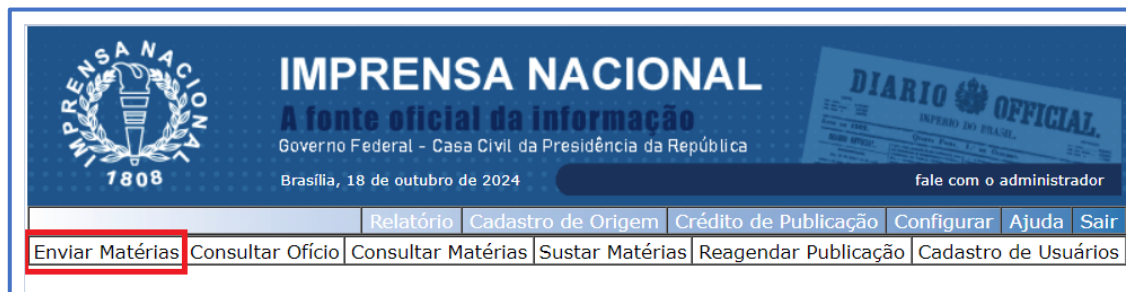 IMPRENSA NACIONAL
1808
IMPRENSA NACIONAL
A fonte oficial da informação
Governo Federal - Casa Civil da Presidência da República
Brasília, 18 de outubro de 2024
DIARIO OFFICIAL.
IMPERIO DO BRASIL.
fale com o administrador
Relatório Cadastro de Origem Crédito de Publicação Configurar Ajuda Sair
Enviar Matérias Consultar Ofício Consultar Matérias Sustar Matérias Reagendar Publicação Cadastro de Usuários